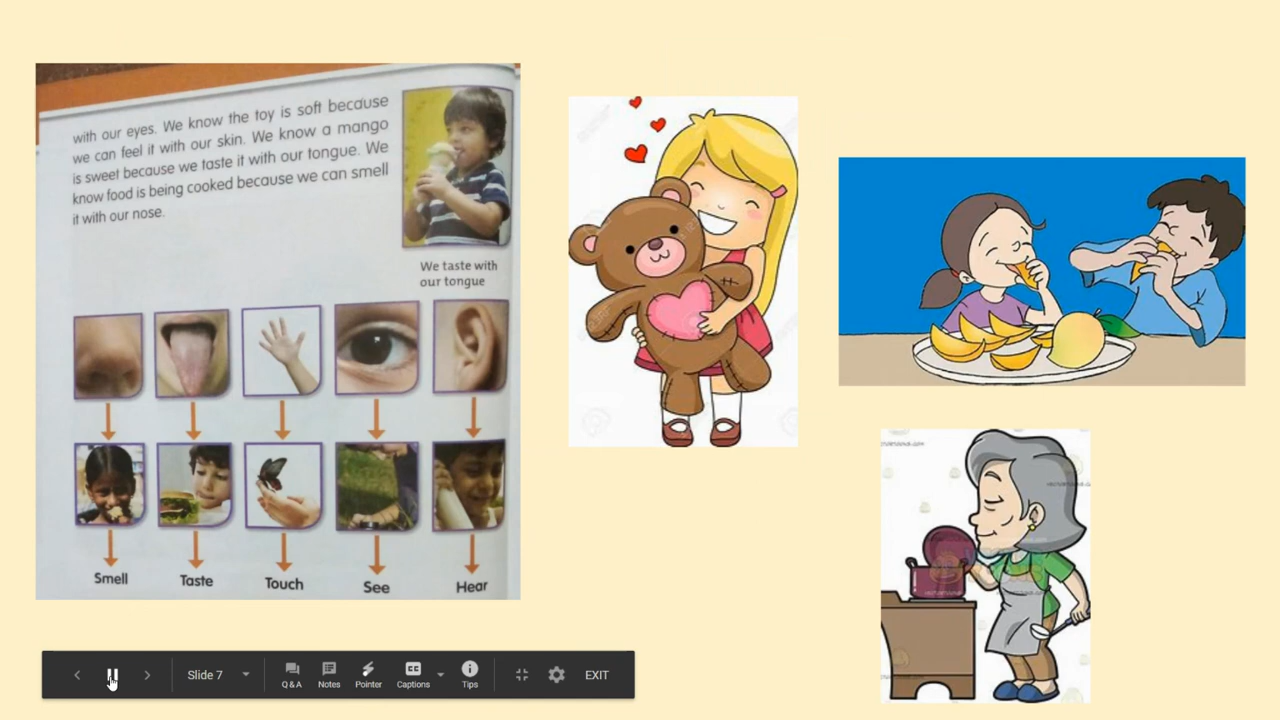 with our eyes. We know the toy is soft because
we can feel it with our skin. We know a mango
is sweet because we taste it with our tongue. We
know food is being cooked because we can smell
it with our nose.
We taste with
our tongue
Smell
Taste
Touch
See
Hear
Slide 7
Q & A
Notes
Pointer
CC
Captions
Tips
EXIT